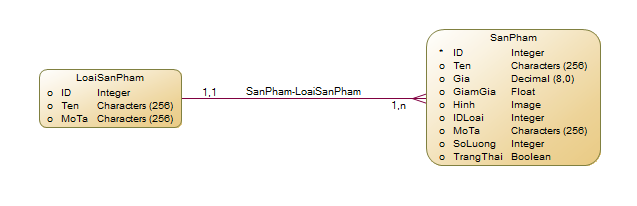 LoaiSanPham
o ID Integer
o Ten Characters (256)
o MoTa Characters (256)
1,1
SanPham-LoaiSanPham
1,n
SanPham
* ID Integer
o Ten Characters (256)
o Gia Decimal (8,0)
o GiamGia Float
o Hinh Image
o IDLoai Integer
o MoTa Characters (256)
o SoLuong Integer
o TrangThai Boolean